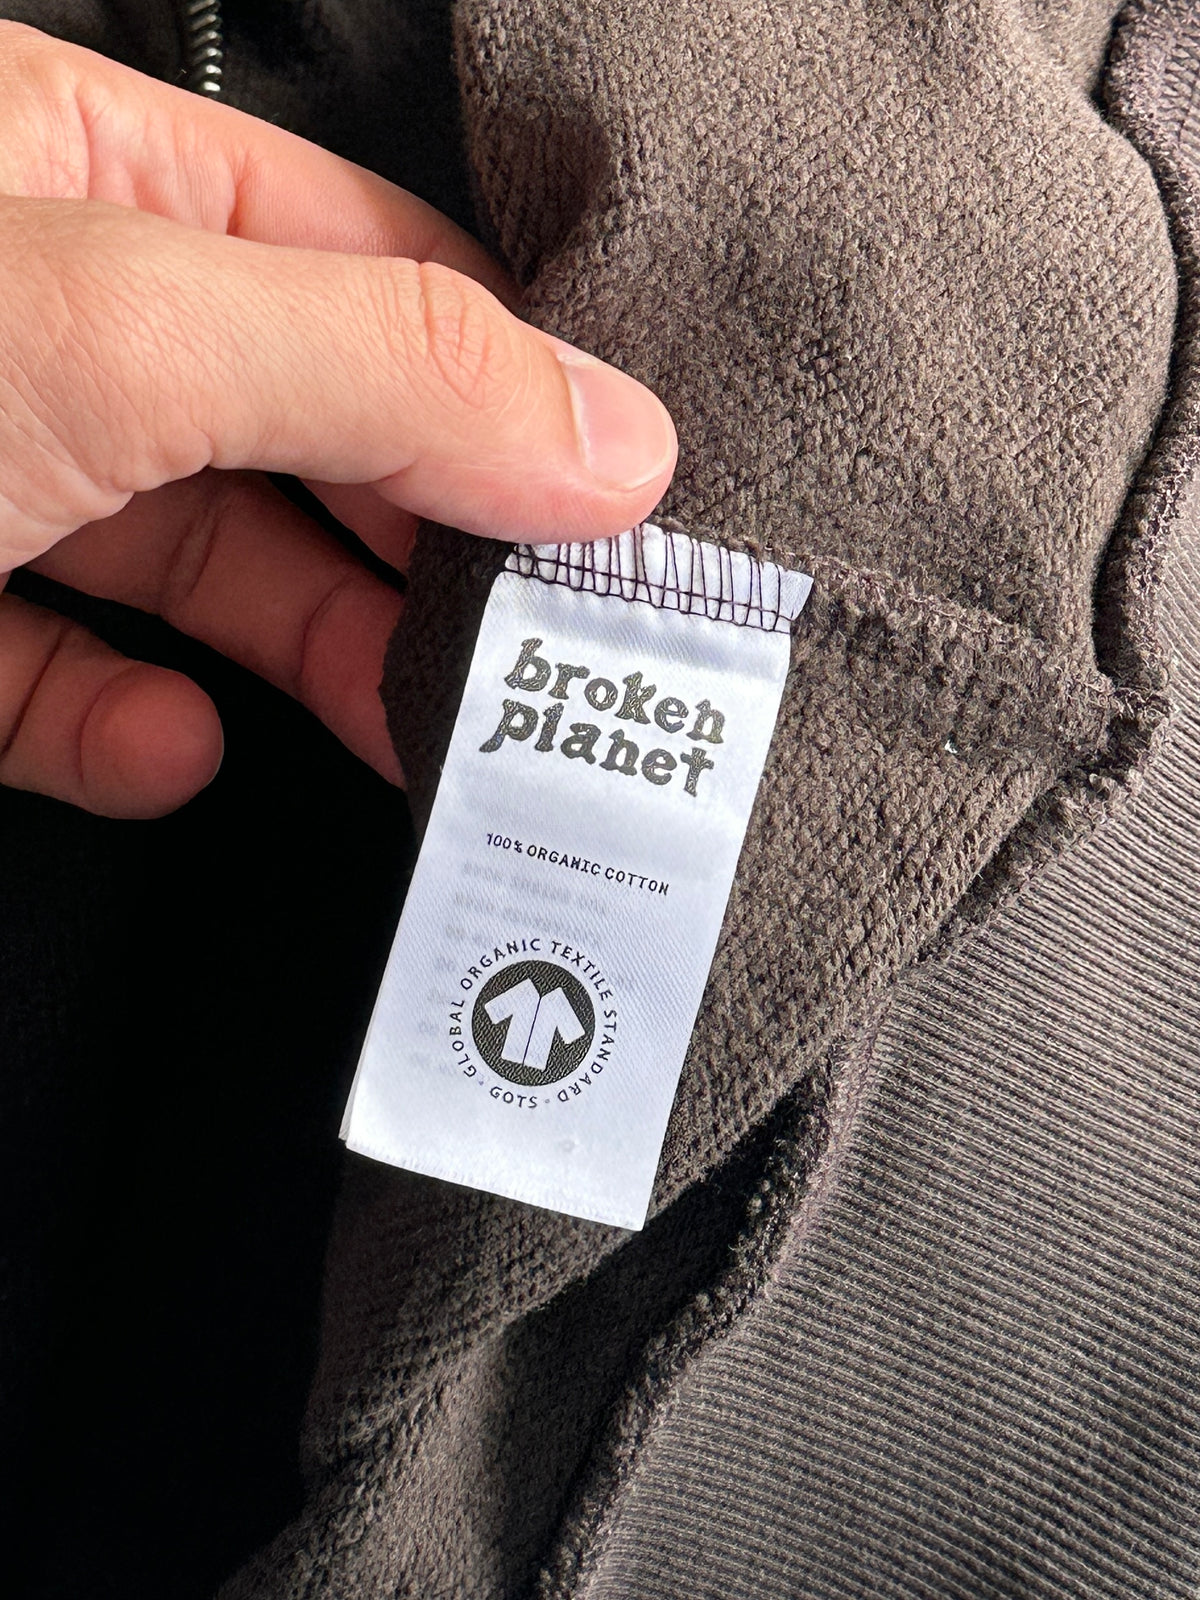 broken
planet
100% ORGANIC COTTON
GLOBAL ORGANIC TEXTILE STANDARD · GOTS ·